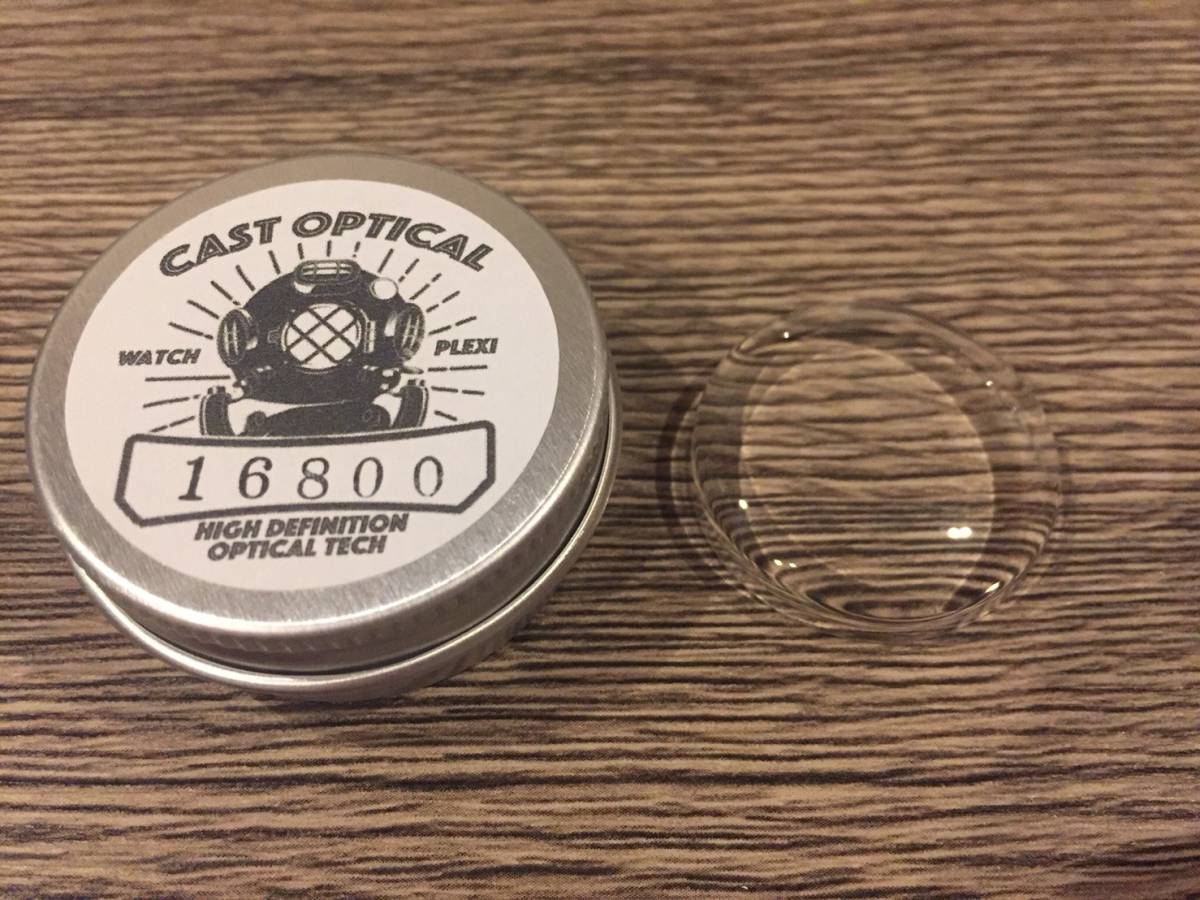 CAST OPTICAL
WATCH PLEXI
16800
HIGH DEFINITION
OPTICAL TECH